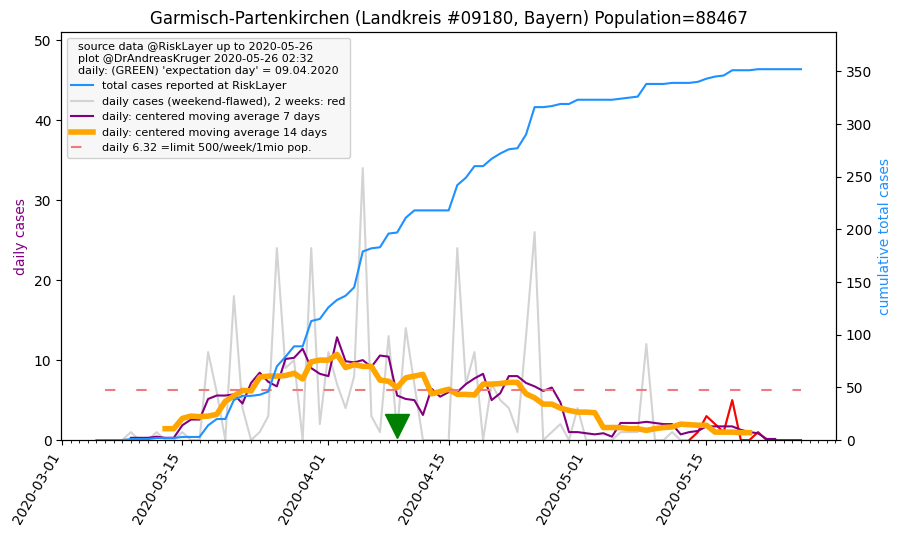 Garmisch-Partenkirchen (Landkreis #09180, Bayern) Population=88467
source data @RiskLayer up to 2020-05-26
plot @DrAndreasKruger 2020-05-26 02:32
daily: (GREEN) 'expectation day' = 09.04.2020
total cases reported at RiskLayer
daily cases (weekend-flawed), 2 weeks: red
daily: centered moving average 7 days
daily: centered moving average 14 days
daily 6.32 =limit 500/week/1mio pop.
daily cases
50
40
30
20
10
0
cumulative total cases
350
300
250
200
150
100
50
0
2020-03-01
2020-03-15
2020-04-01
2020-04-15
2020-05-01
2020-05-15